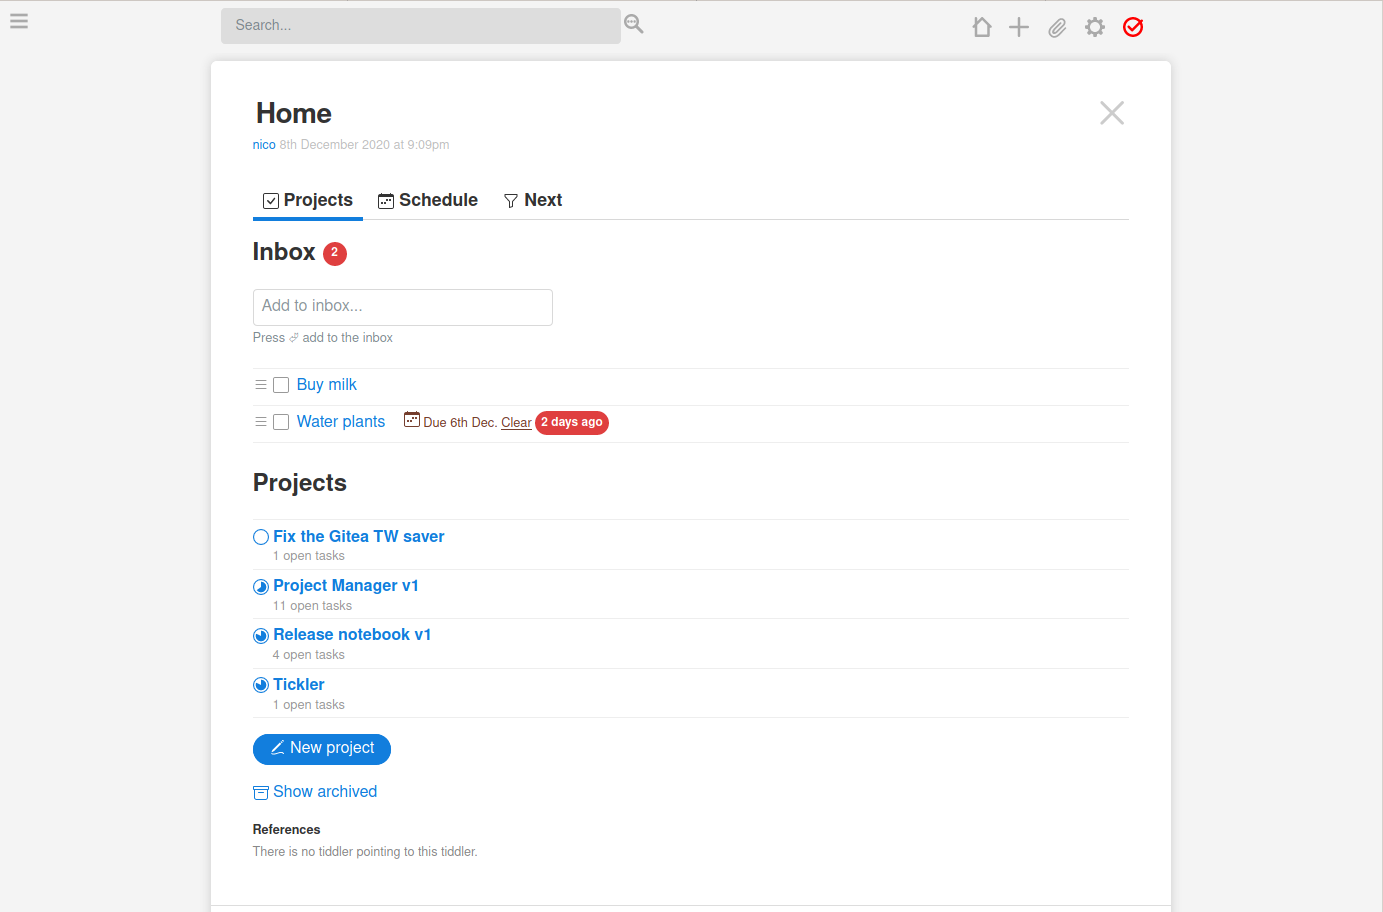 Search...
Home
nico 8th December 2020 at 9:09pm
Projects Schedule Next
Inbox 2
Add to inbox...
Press add to the inbox
Buy milk
Water plants Due 6th Dec. Clear 2 days ago
Projects
Fix the Gitea TW saver
1 open tasks
Project Manager v1
11 open tasks
Release notebook v1
4 open tasks
Tickler
1 open tasks
New project
Show archived
References
There is no tiddler pointing to this tiddler.